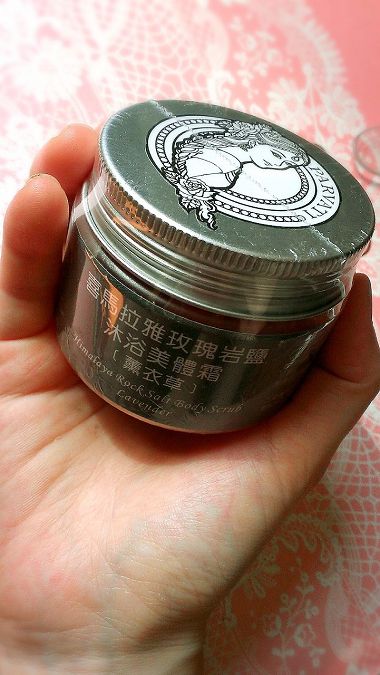 PARVATI
喜馬拉雅玫瑰岩鹽
沐浴美體霜
[ 薰衣草 ]
Himalaya Rock Salt Body Scrub
Lavender